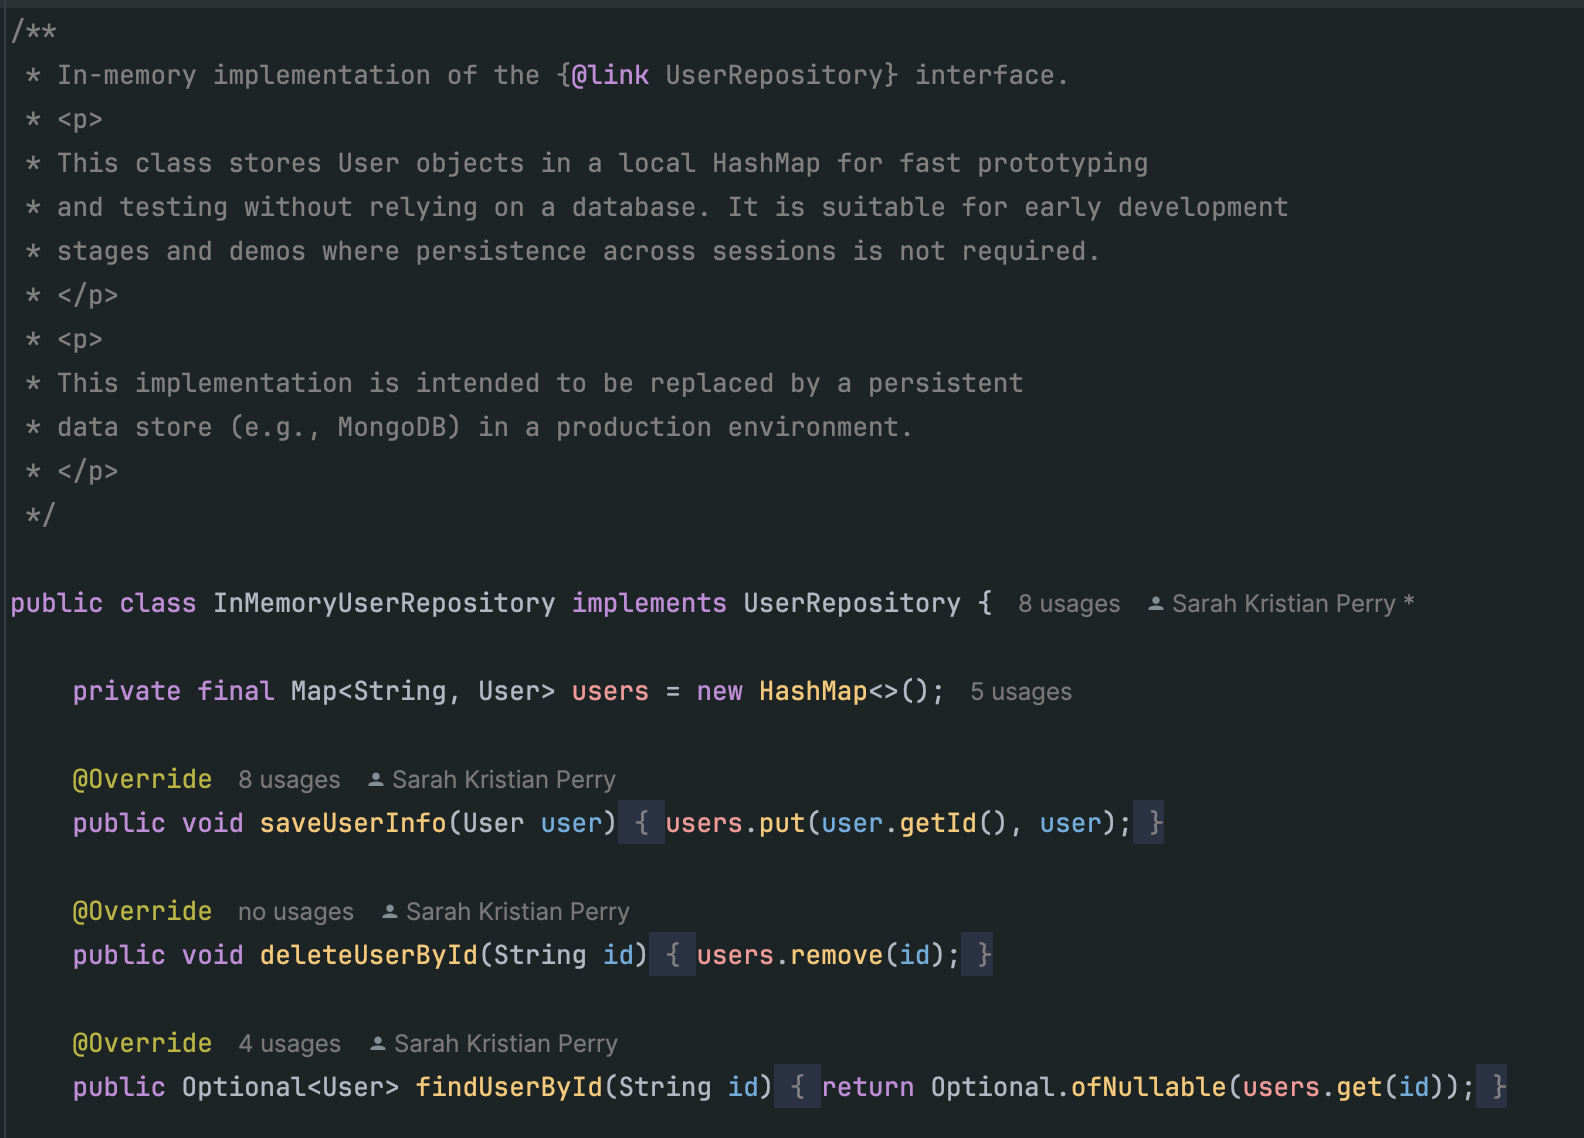 /**
* In-memory implementation of the {@link UserRepository} interface.
* <p>
* This class stores User objects in a local HashMap for fast prototyping
* and testing without relying on a database. It is suitable for early development
* stages and demos where persistence across sessions is not required.
* </p>
* <p>
* This implementation is intended to be replaced by a persistent
* data store (e.g., MongoDB) in a production environment.
* </p>
*/
public class InMemoryUserRepository implements UserRepository { 8 usages Sarah Kristian Perry *
private final Map<String, User> users = new HashMap<>(); 5 usages
@Override 8 usages Sarah Kristian Perry
public void saveUserInfo(User user) { users.put(user.getId(), user); }
@Override no usages Sarah Kristian Perry
public void deleteUserById(String id) { users.remove(id); }
@Override 4 usages Sarah Kristian Perry
public Optional<User> findUserById(String id) { return Optional.ofNullable(users.get(id)); }